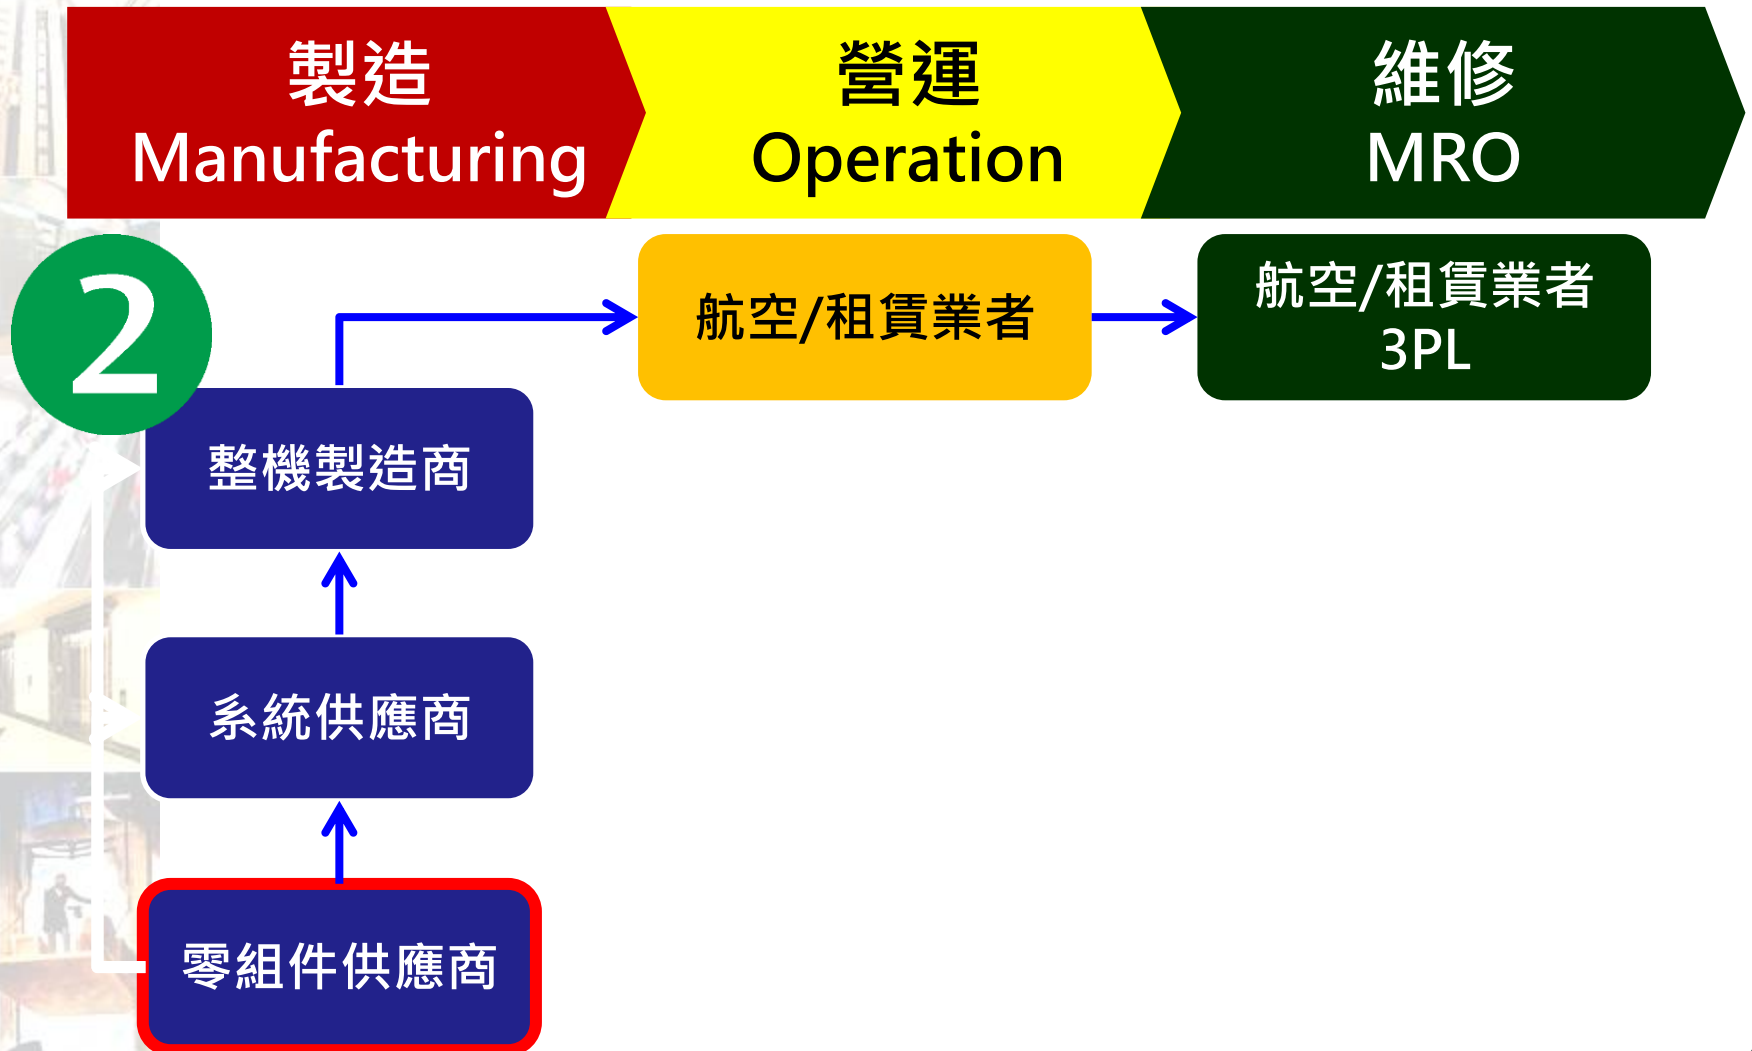 製造
Manufacturing
營運
Operation
維修
MRO
2
航空/租賃業者
航空/租賃業者
3PL
整機製造商
系統供應商
零組件供應商